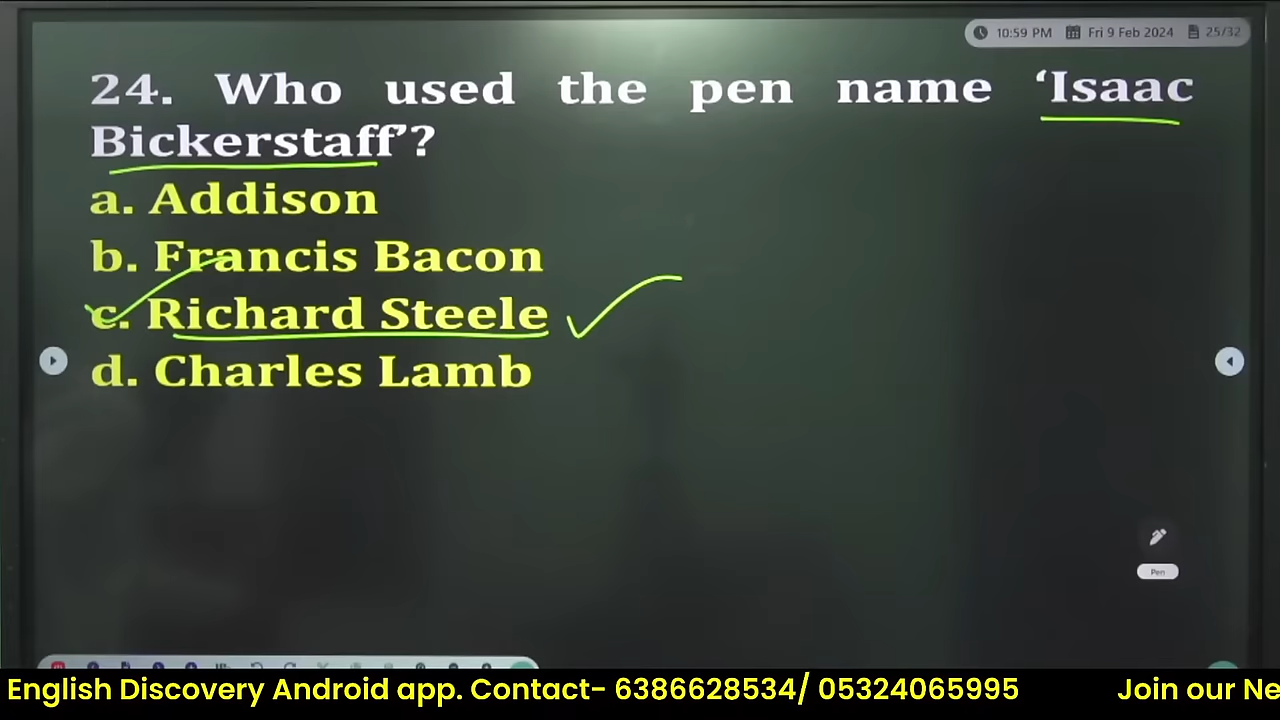 10:59 PM Fri 9 Feb 2024 25/32
24. Who used the pen name ‘Isaac
Bickerstaff’?
a. Addison
b. Francis Bacon
c. Richard Steele
d. Charles Lamb
Pen
English Discovery Android app. Contact- 6386628534/ 05324065995 Join our Ne